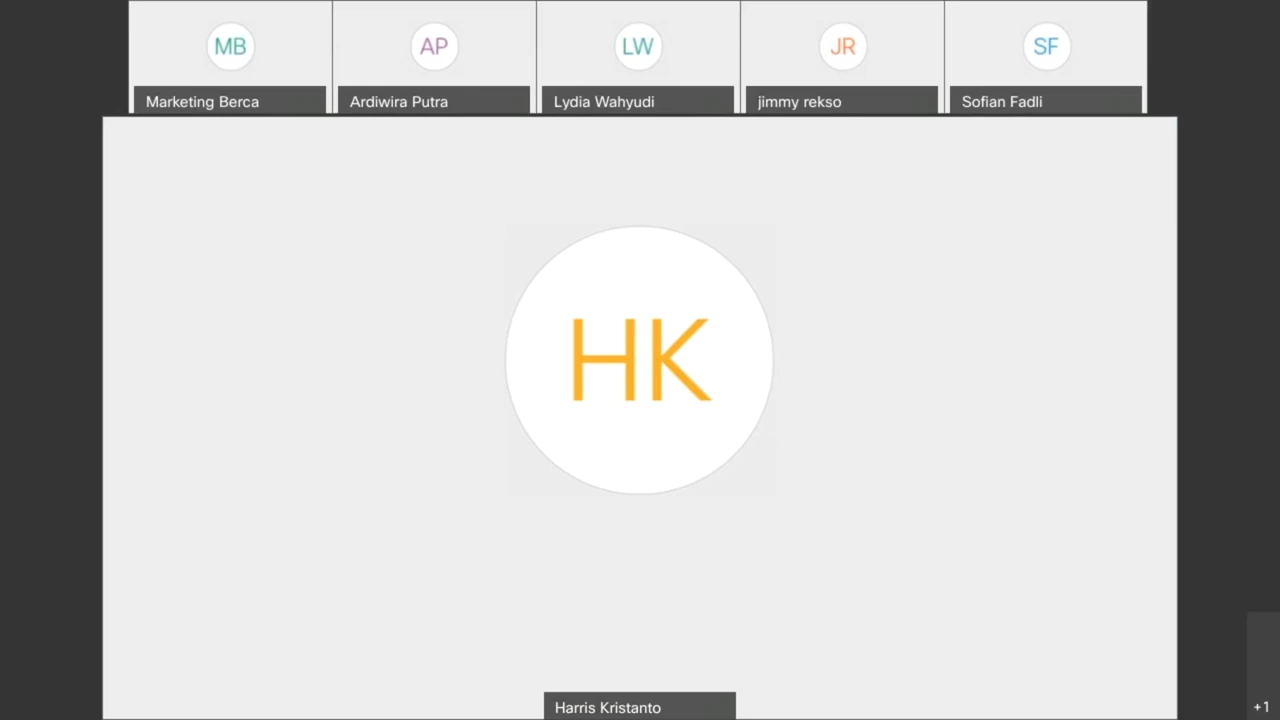 MB
AP
LW
JR
SF
Marketing Berca
Ardiwira Putra
Lydia Wahyudi
jimmy rekso
Sofian Fadli
HK
Harris Kristanto
+1